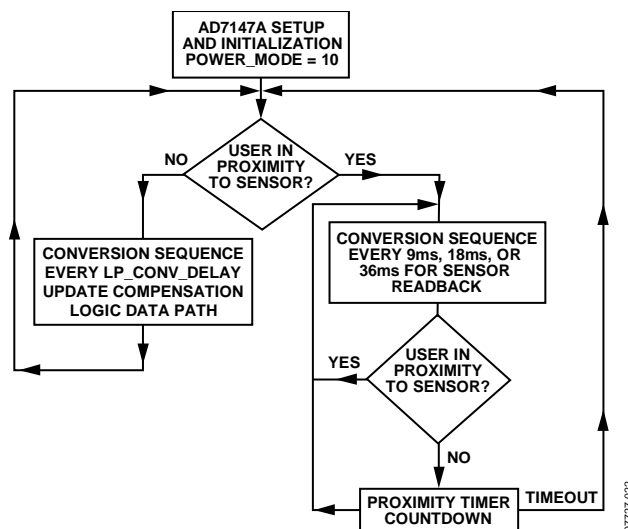 AD7147A SETUP
AND INITIALIZATION
POWER_MODE = 10
USER IN
PROXIMITY
TO SENSOR?
NO
YES
CONVERSION SEQUENCE
EVERY LP_CONV_DELAY
UPDATE COMPENSATION
LOGIC DATA PATH
CONVERSION SEQUENCE
EVERY 9ms, 18ms, OR
36ms FOR SENSOR
READBACK
YES
USER IN
PROXIMITY
TO SENSOR?
NO
PROXIMITY TIMER
COUNTDOWN
TIMEOUT